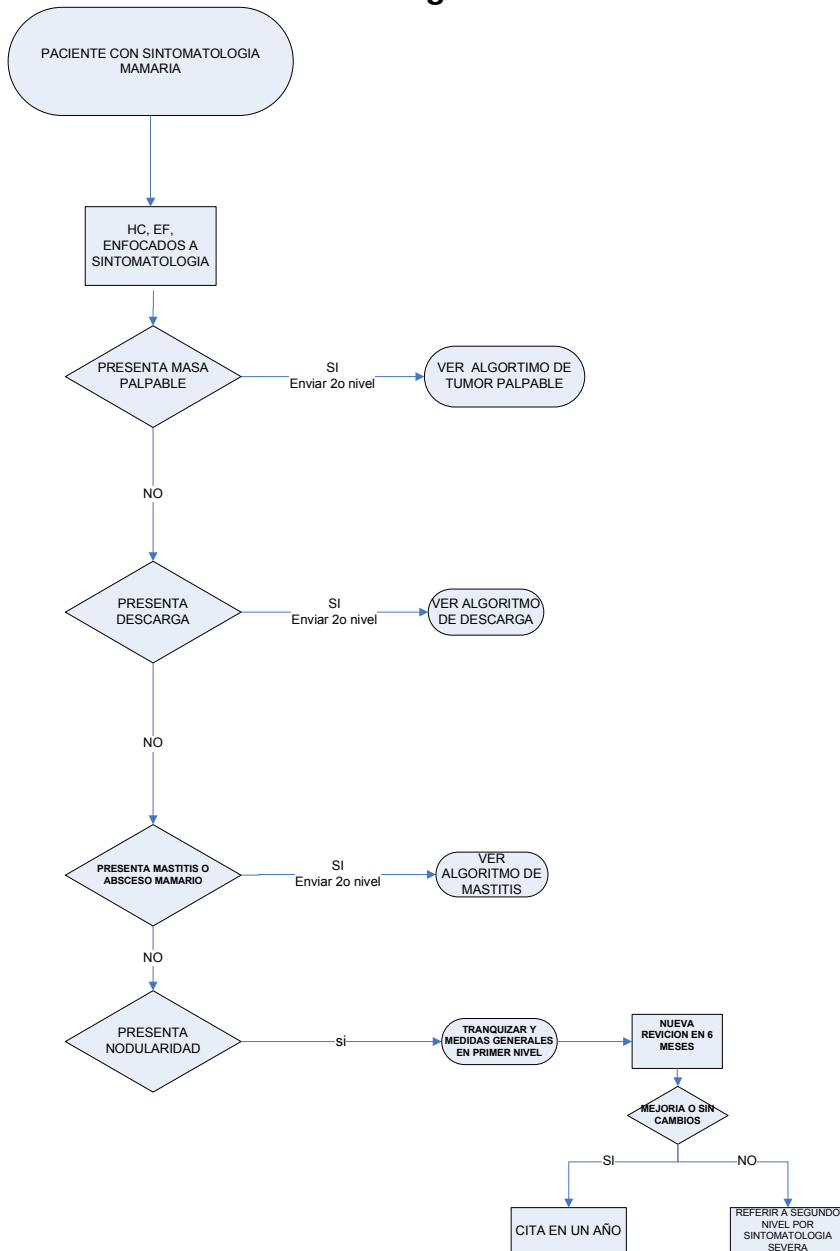 PACIENTE CON SINTOMATOLOGIA
MAMARIA
HC, EF,
ENFOCADOS A
SINTOMATOLOGIA
PRESENTA MASA
PALPABLE
SI
Enviar 2o nivel
VER ALGORTIMO DE
TUMOR PALPABLE
NO
PRESENTA
DESCARGA
SI
Enviar 2o nivel
VER ALGORITMO
DE DESCARGA
NO
PRESENTA MASTITIS O
ABSCESO MAMARIO
SI
Enviar 2o nivel
VER
ALGORITMO DE
MASTITIS
NO
PRESENTA
NODULARIDAD
si
TRANQUIZAR Y
MEDIDAS GENERALES
EN PRIMER NIVEL
NUEVA
REVICION EN 6
MESES
MEJORIA O SIN
CAMBIOS
SI
NO
CITA EN UN AÑO
REFERIR A SEGUNDO
NIVEL POR
SINTOMATOLOGIA
SEVERA